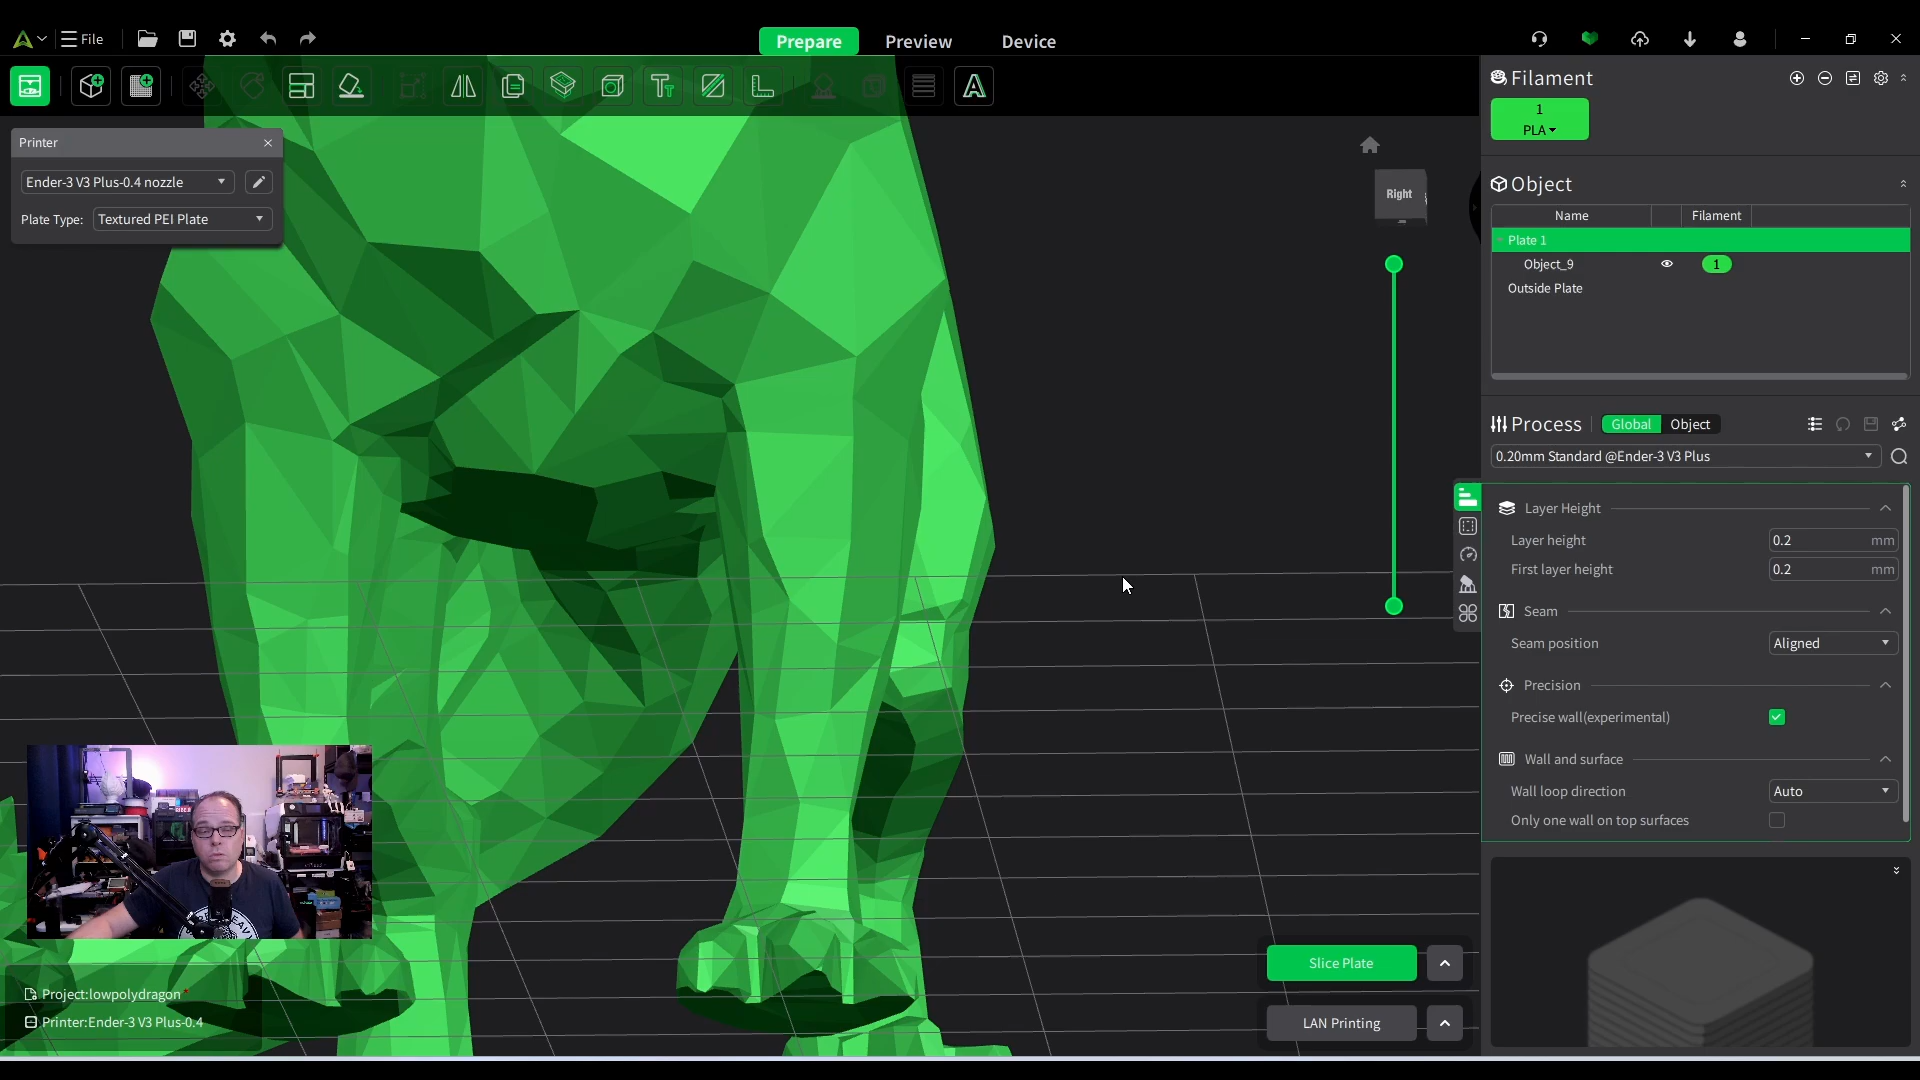 File
Prepare
Preview
Device
Printer
Ender-3 V3 Plus-0.4 nozzle
Plate Type:
Textured PEI Plate
Right
Filament
1
PLA
Object
Name
Filament
Plate 1
Object_9
1
Outside Plate
Process
Global
Object
0.20mm Standard @Ender-3 V3 Plus
Layer Height
Layer height
0.2 mm
First layer height
0.2 mm
Seam
Seam position
Aligned
Precision
Precise wall(experimental)
Wall and surface
Wall loop direction
Auto
Only one wall on top surfaces
Slice Plate
LAN Printing
Project:lowpolydragon*
Printer:Ender-3 V3 Plus-0.4